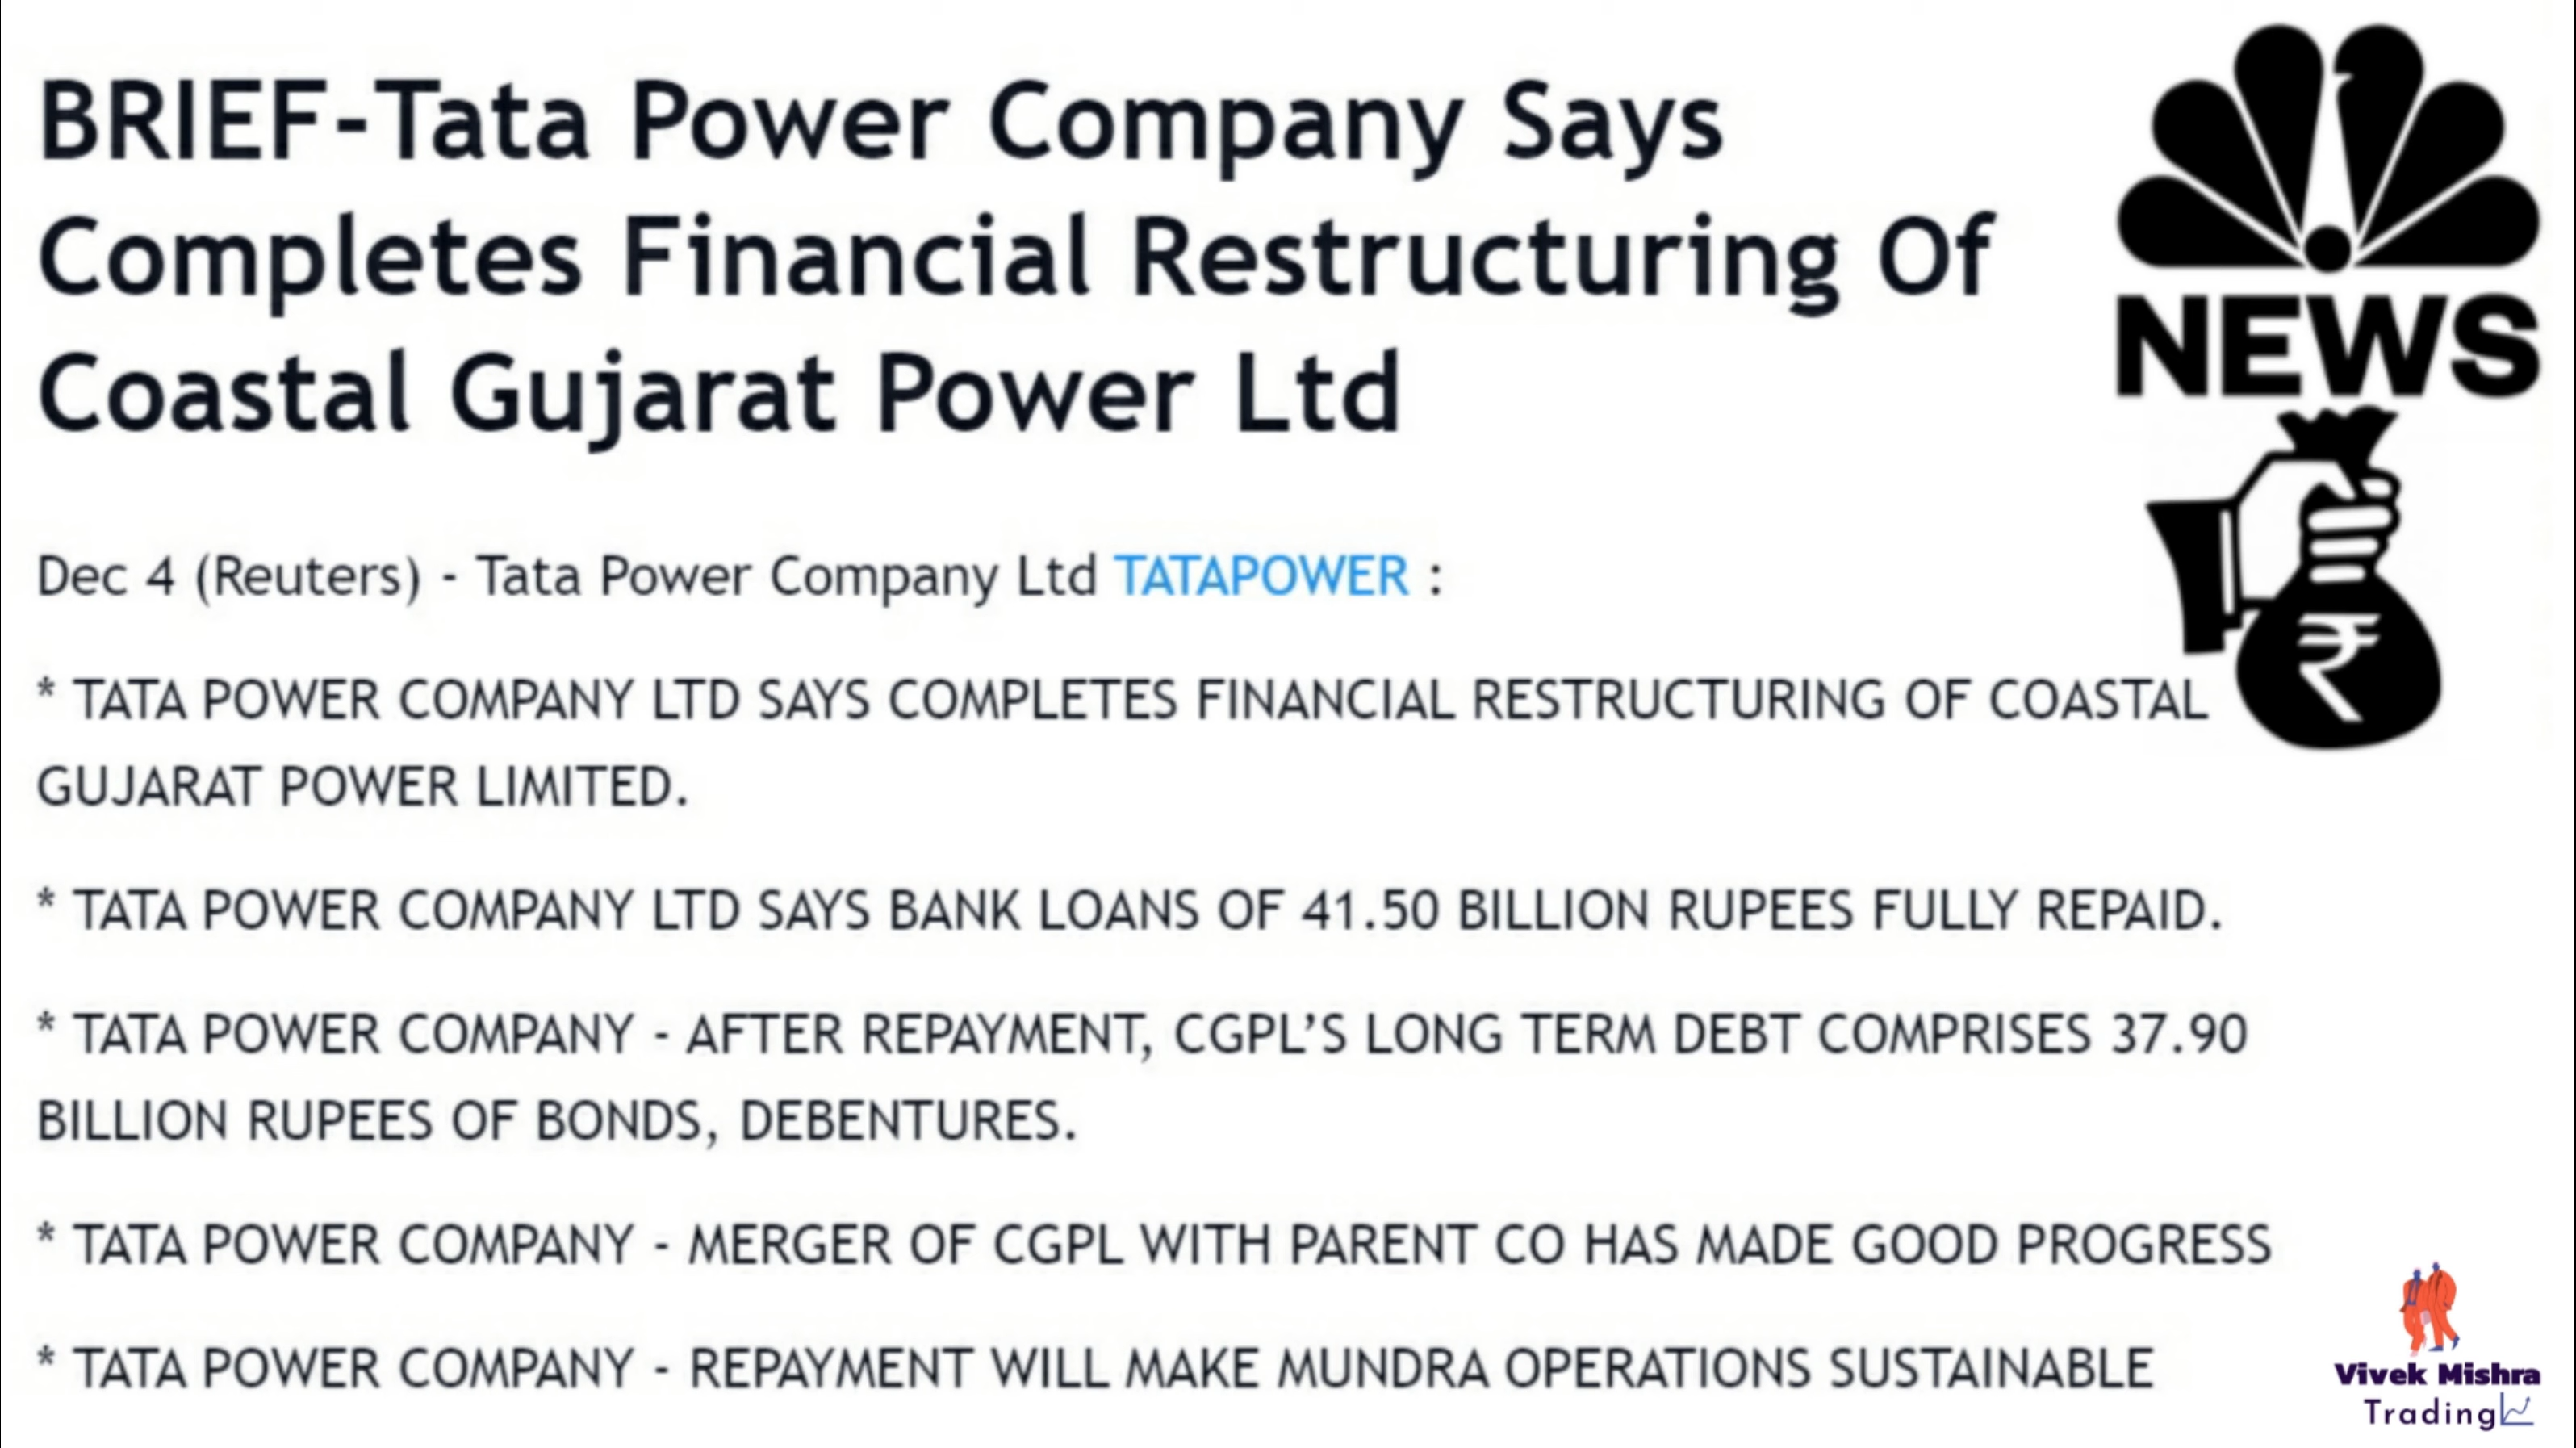 BRIEF-Tata Power Company Says
Completes Financial Restructuring Of
Coastal Gujarat Power Ltd
NEWS
₹
Dec 4 (Reuters) - Tata Power Company Ltd TATAPOWER :
* TATA POWER COMPANY LTD SAYS COMPLETES FINANCIAL RESTRUCTURING OF COASTAL
GUJARAT POWER LIMITED.
* TATA POWER COMPANY LTD SAYS BANK LOANS OF 41.50 BILLION RUPEES FULLY REPAID.
* TATA POWER COMPANY - AFTER REPAYMENT, CGPL’S LONG TERM DEBT COMPRISES 37.90
BILLION RUPEES OF BONDS, DEBENTURES.
* TATA POWER COMPANY - MERGER OF CGPL WITH PARENT CO HAS MADE GOOD PROGRESS
* TATA POWER COMPANY - REPAYMENT WILL MAKE MUNDRA OPERATIONS SUSTAINABLE
Vivek Mishra
Trading